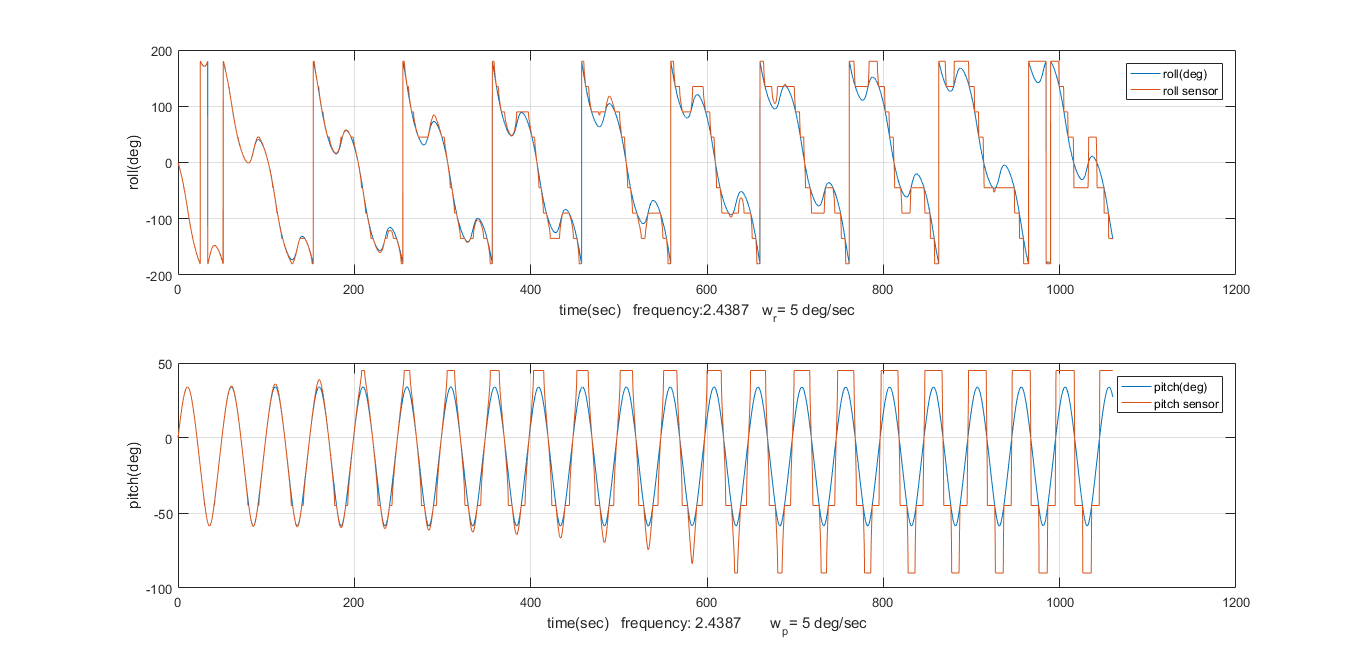 200
100
0
-100
-200
roll(deg)
roll(deg)
roll sensor
0 200 400 600 800 1000 1200
time(sec) frequency:2.4387 w_r= 5 deg/sec
50
0
-50
-100
pitch(deg)
pitch(deg)
pitch sensor
0 200 400 600 800 1000 1200
time(sec) frequency: 2.4387 w_p= 5 deg/sec